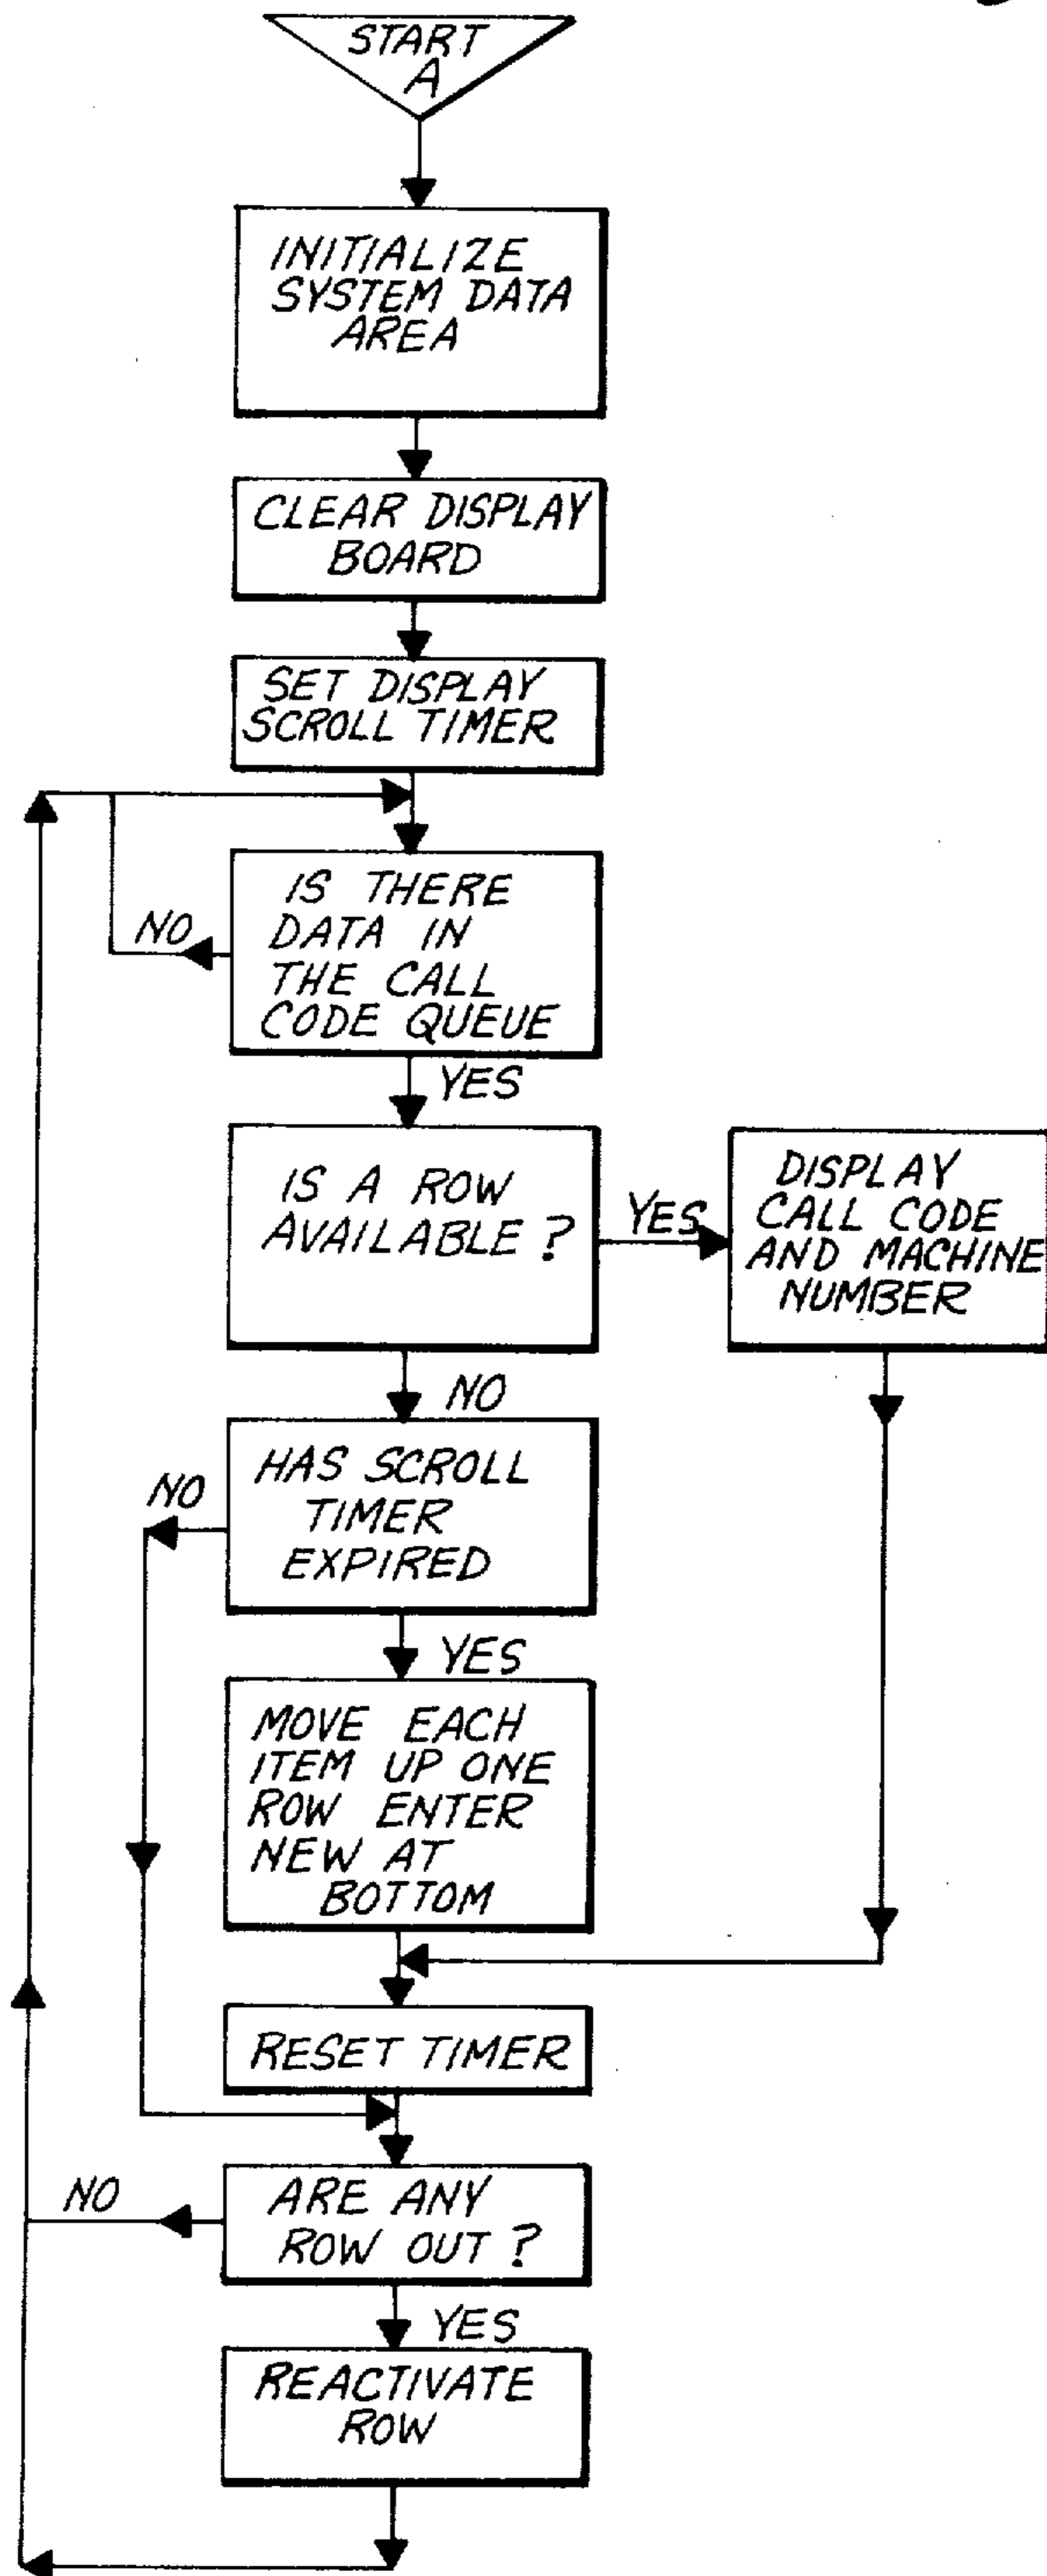 START
A
INITIALIZE
SYSTEM DATA
AREA
CLEAR DISPLAY
BOARD
SET DISPLAY
SCROLL TIMER
IS THERE
DATA IN
THE CALL
CODE QUEUE
NO
YES
IS A ROW
AVAILABLE ?
YES
DISPLAY
CALL CODE
AND MACHINE
NUMBER
NO
HAS SCROLL
TIMER
EXPIRED
NO
YES
MOVE EACH
ITEM UP ONE
ROW ENTER
NEW AT
BOTTOM
RESET TIMER
ARE ANY
ROW OUT ?
NO
YES
REACTIVATE
ROW